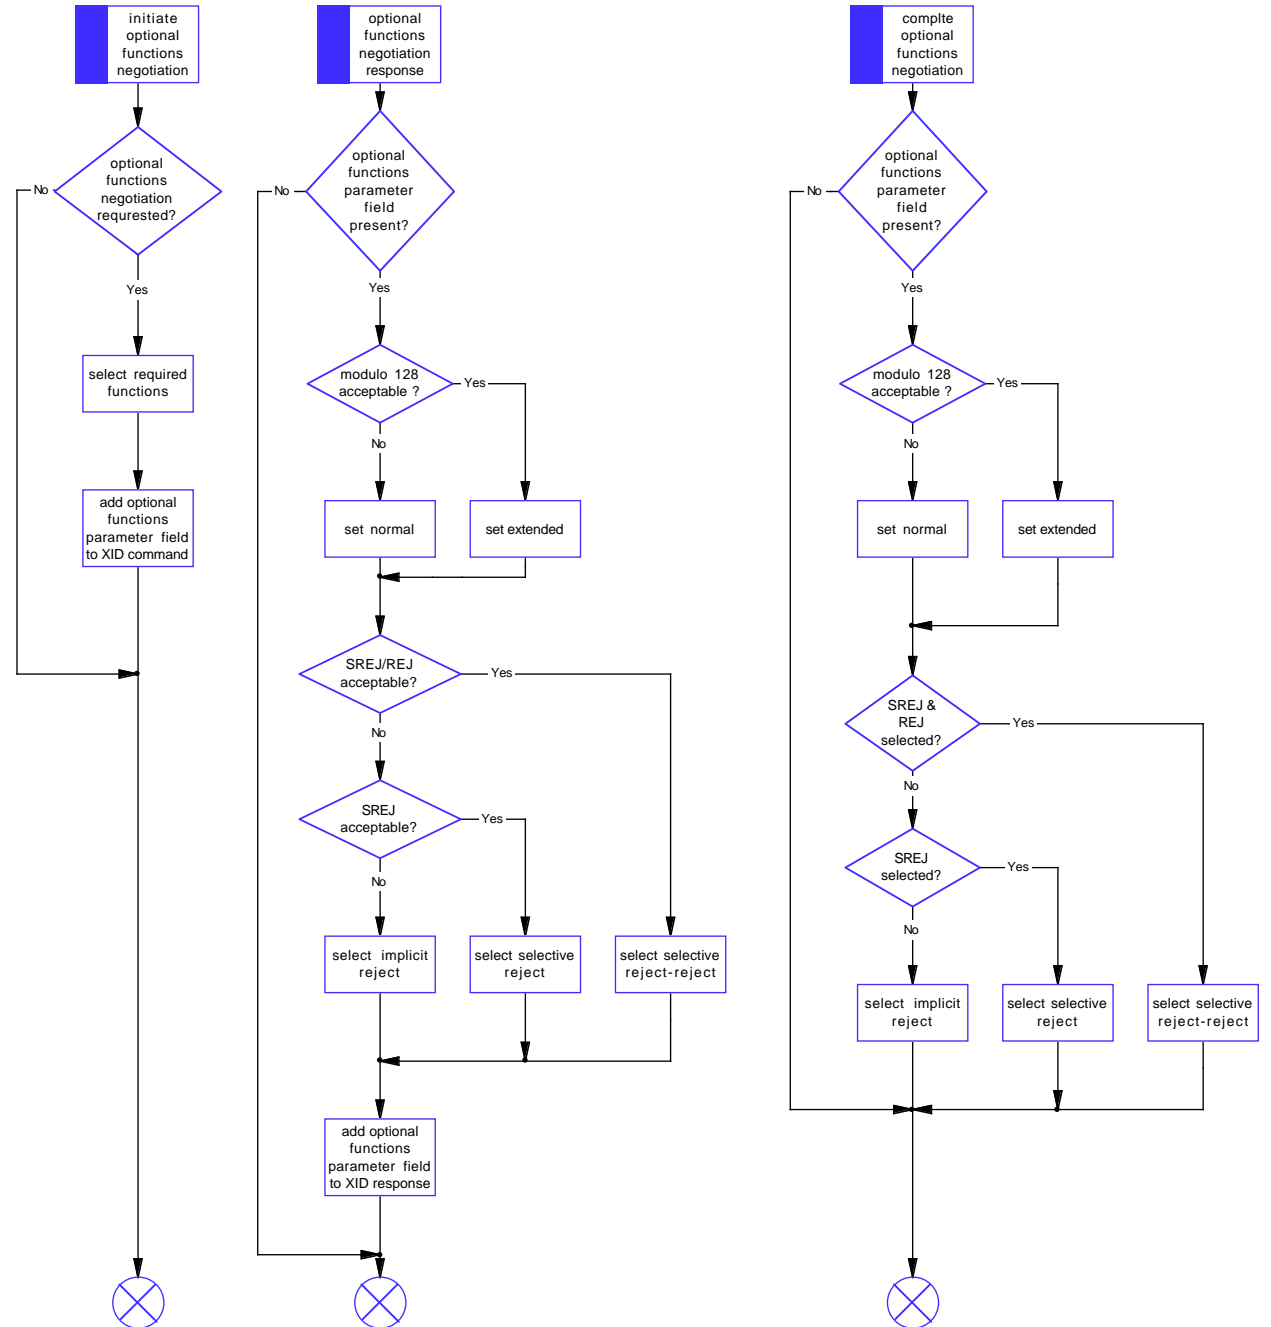 initiate
optional
functions
negotiation
optional
functions
negotiation
requrested?
No
Yes
select required
functions
add optional
functions
parameter field
to XID command
optional
functions
negotiation
response
optional
functions
parameter
field
present?
No
Yes
modulo 128
acceptable ?
Yes
No
set normal
set extended
SREJ/REJ
acceptable?
Yes
No
SREJ
acceptable?
Yes
No
select implicit
reject
select selective
reject
select selective
reject-reject
add optional
functions
parameter field
to XID response
complte
optional
functions
negotiation
optional
functions
parameter
field
present?
No
Yes
modulo 128
acceptable ?
Yes
No
set normal
set extended
SREJ &
REJ
selected?
Yes
No
SREJ
selected?
Yes
No
select implicit
reject
select selective
reject
select selective
reject-reject